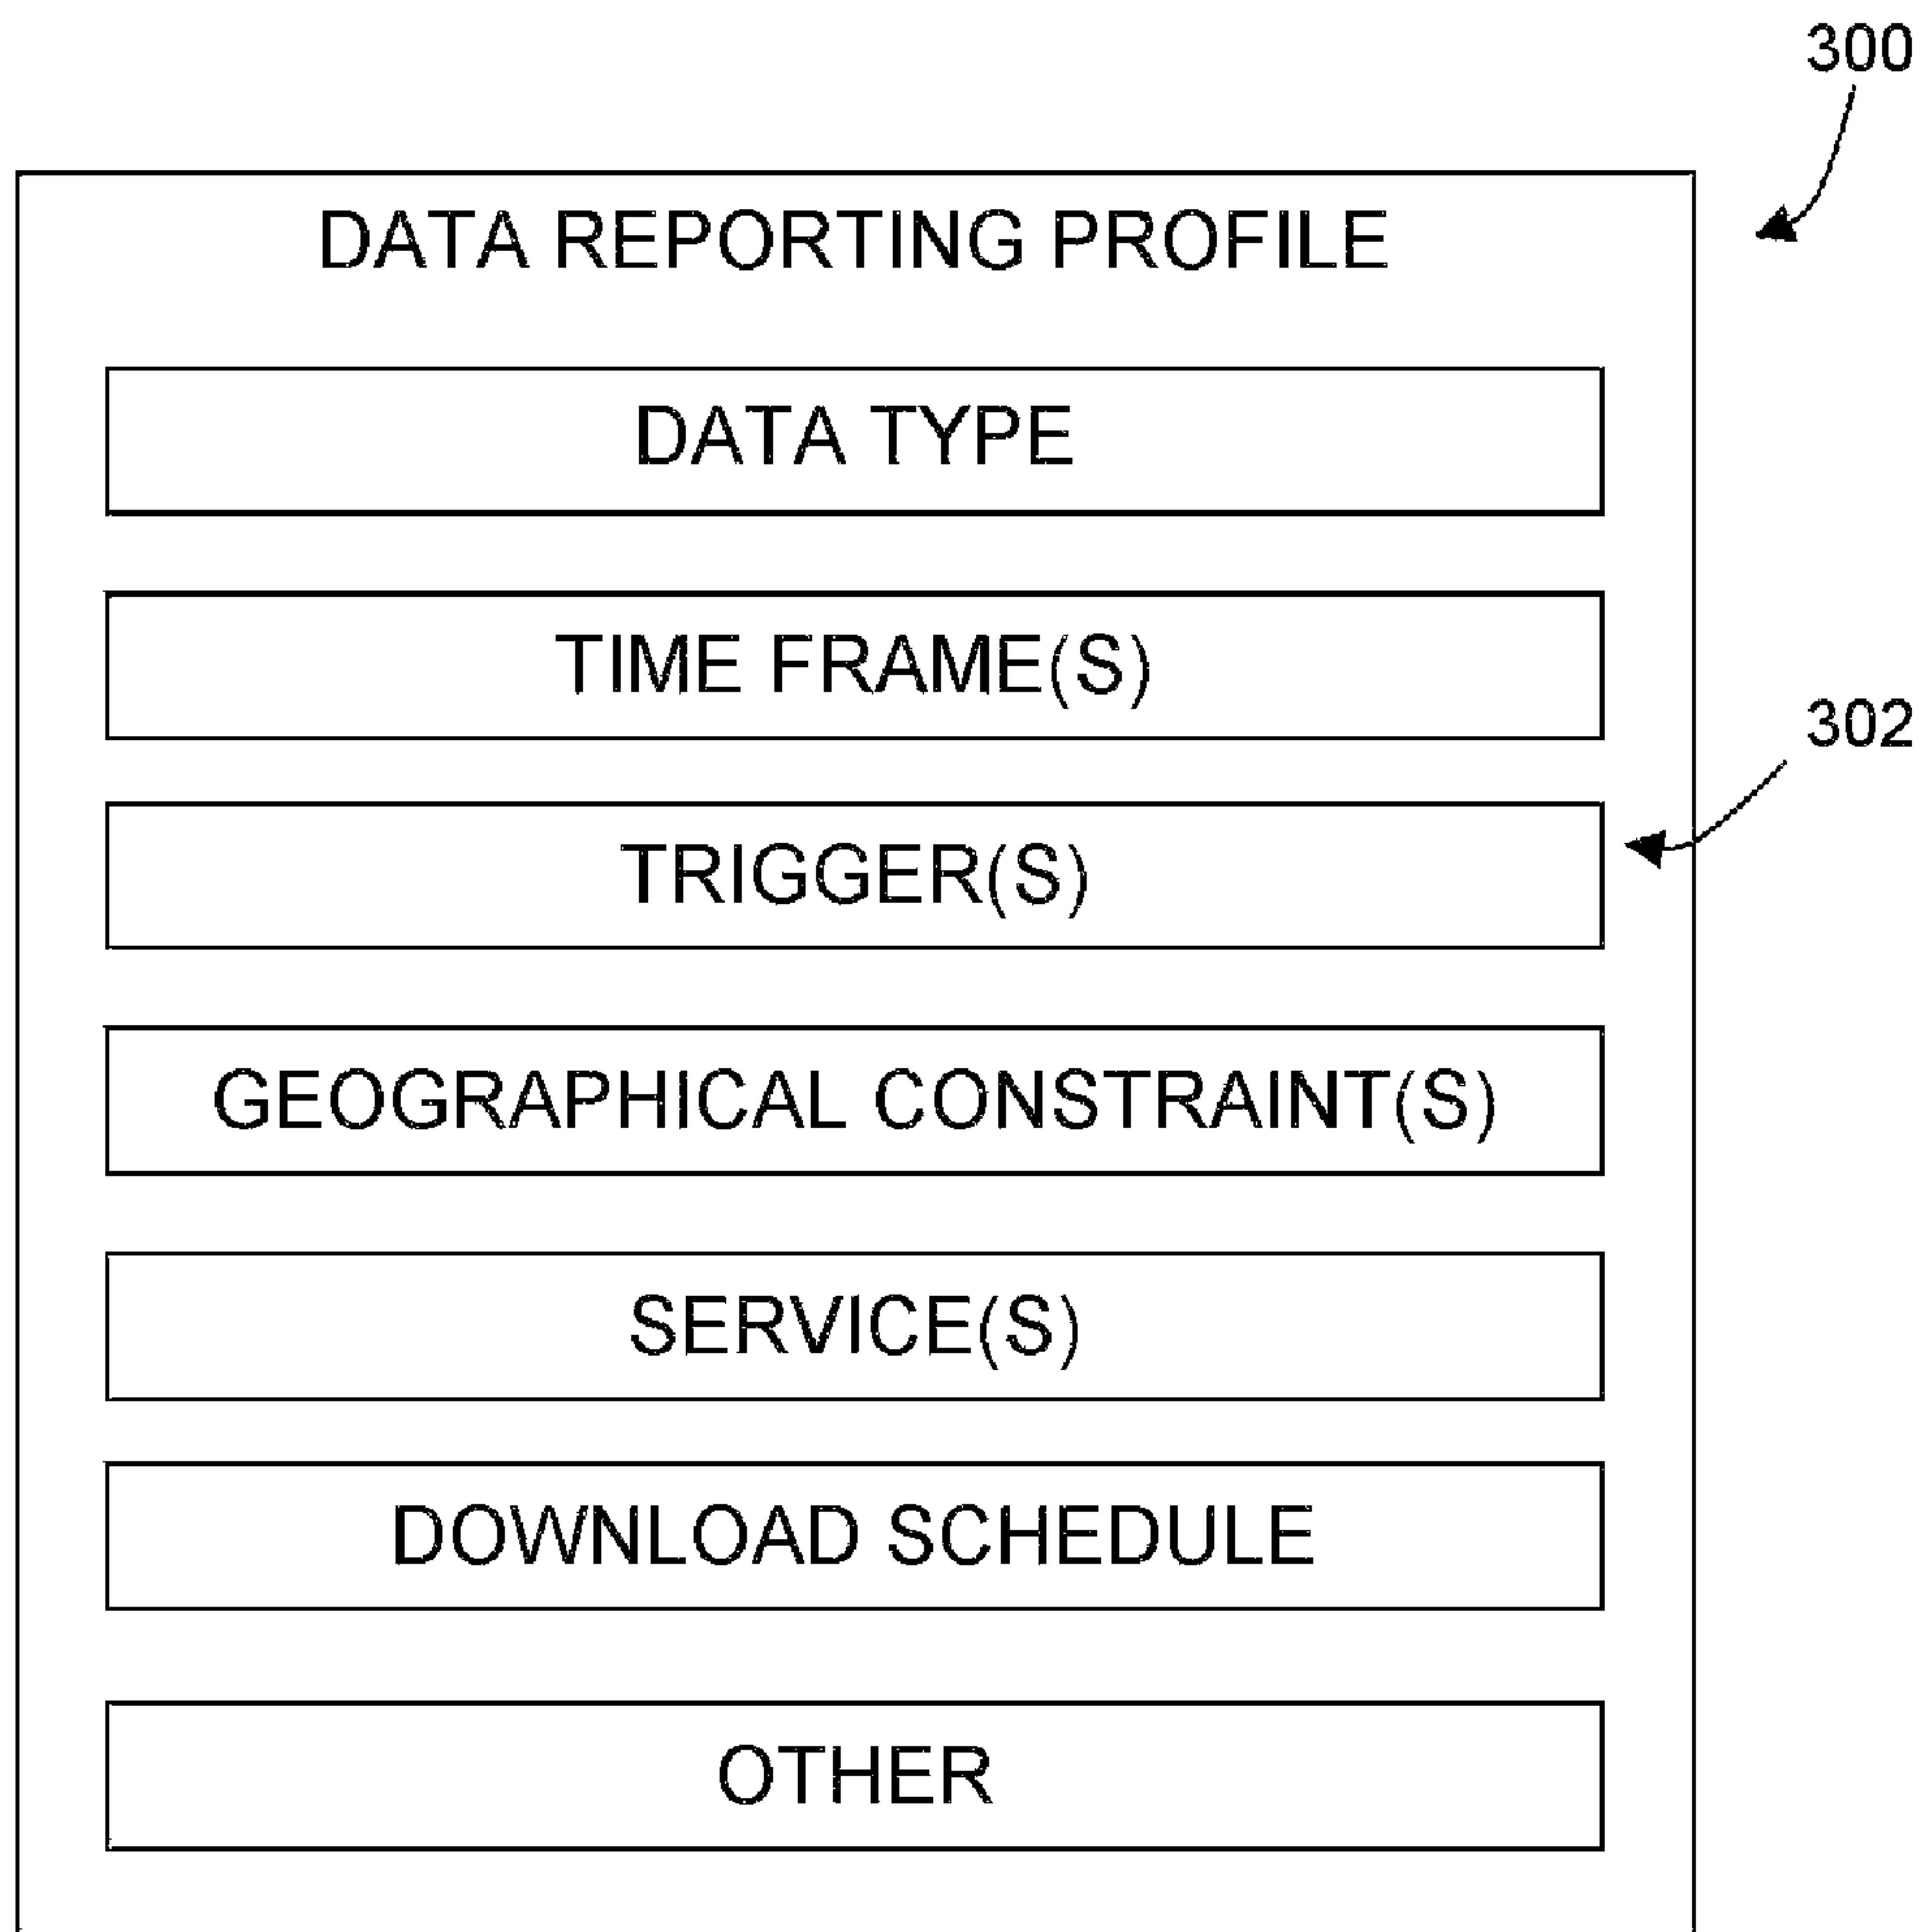 300
DATA REPORTING PROFILE
DATA TYPE
TIME FRAME(S)
302
TRIGGER(S)
GEOGRAPHICAL CONSTRAINT(S)
SERVICE(S)
DOWNLOAD SCHEDULE
OTHER